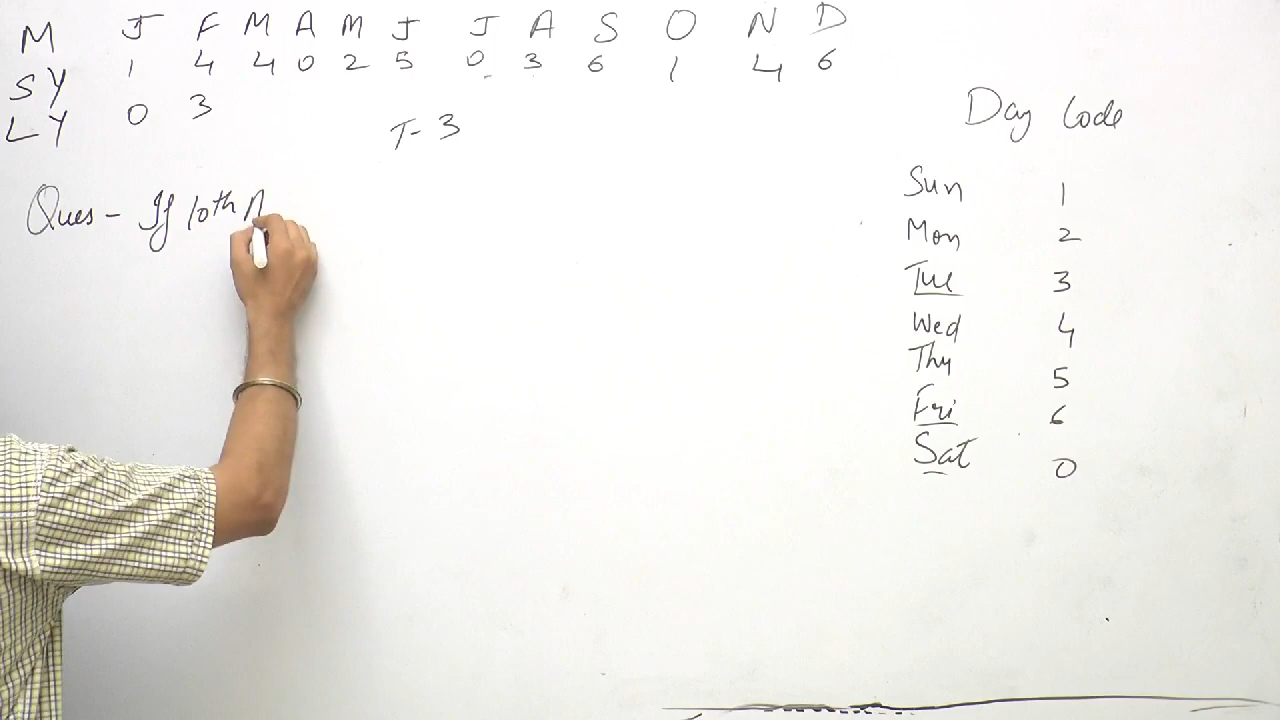 M J F M A M J J A S O N D
SY 1 4 4 0 2 5 0 3 6 1 4 6
LY 0 3
T- 3
Ques - If 10th A
Day Code
Sun 1
Mon 2
Tue 3
Wed 4
Thu 5
Fri 6
Sat 0